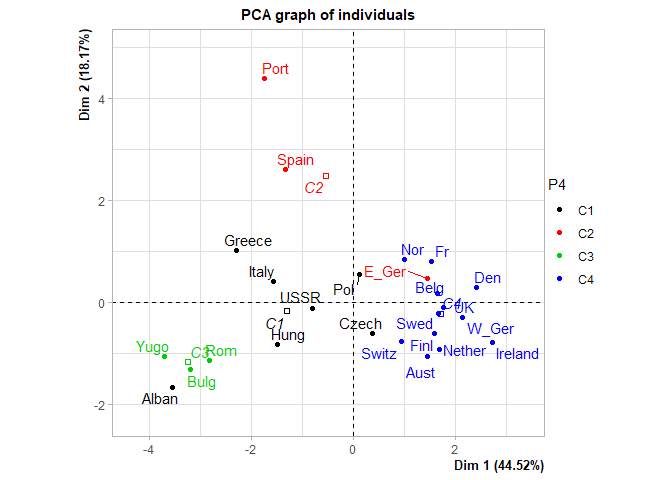 PCA graph of individuals
Dim 2 (18.17%)
4
2
0
-2
Port
Spain
C2
Greece
Italy
USSR
C1
Hung
Pol
Czech
E_Ger
Nor
Fr
Belg
Den
C4
UK
Swed
W_Ger
Finl
Nether
Ireland
Switz
Aust
Yugo
C3
Rom
Bulg
Alban
-4
-2
0
2
Dim 1 (44.52%)
P4
C1
C2
C3
C4